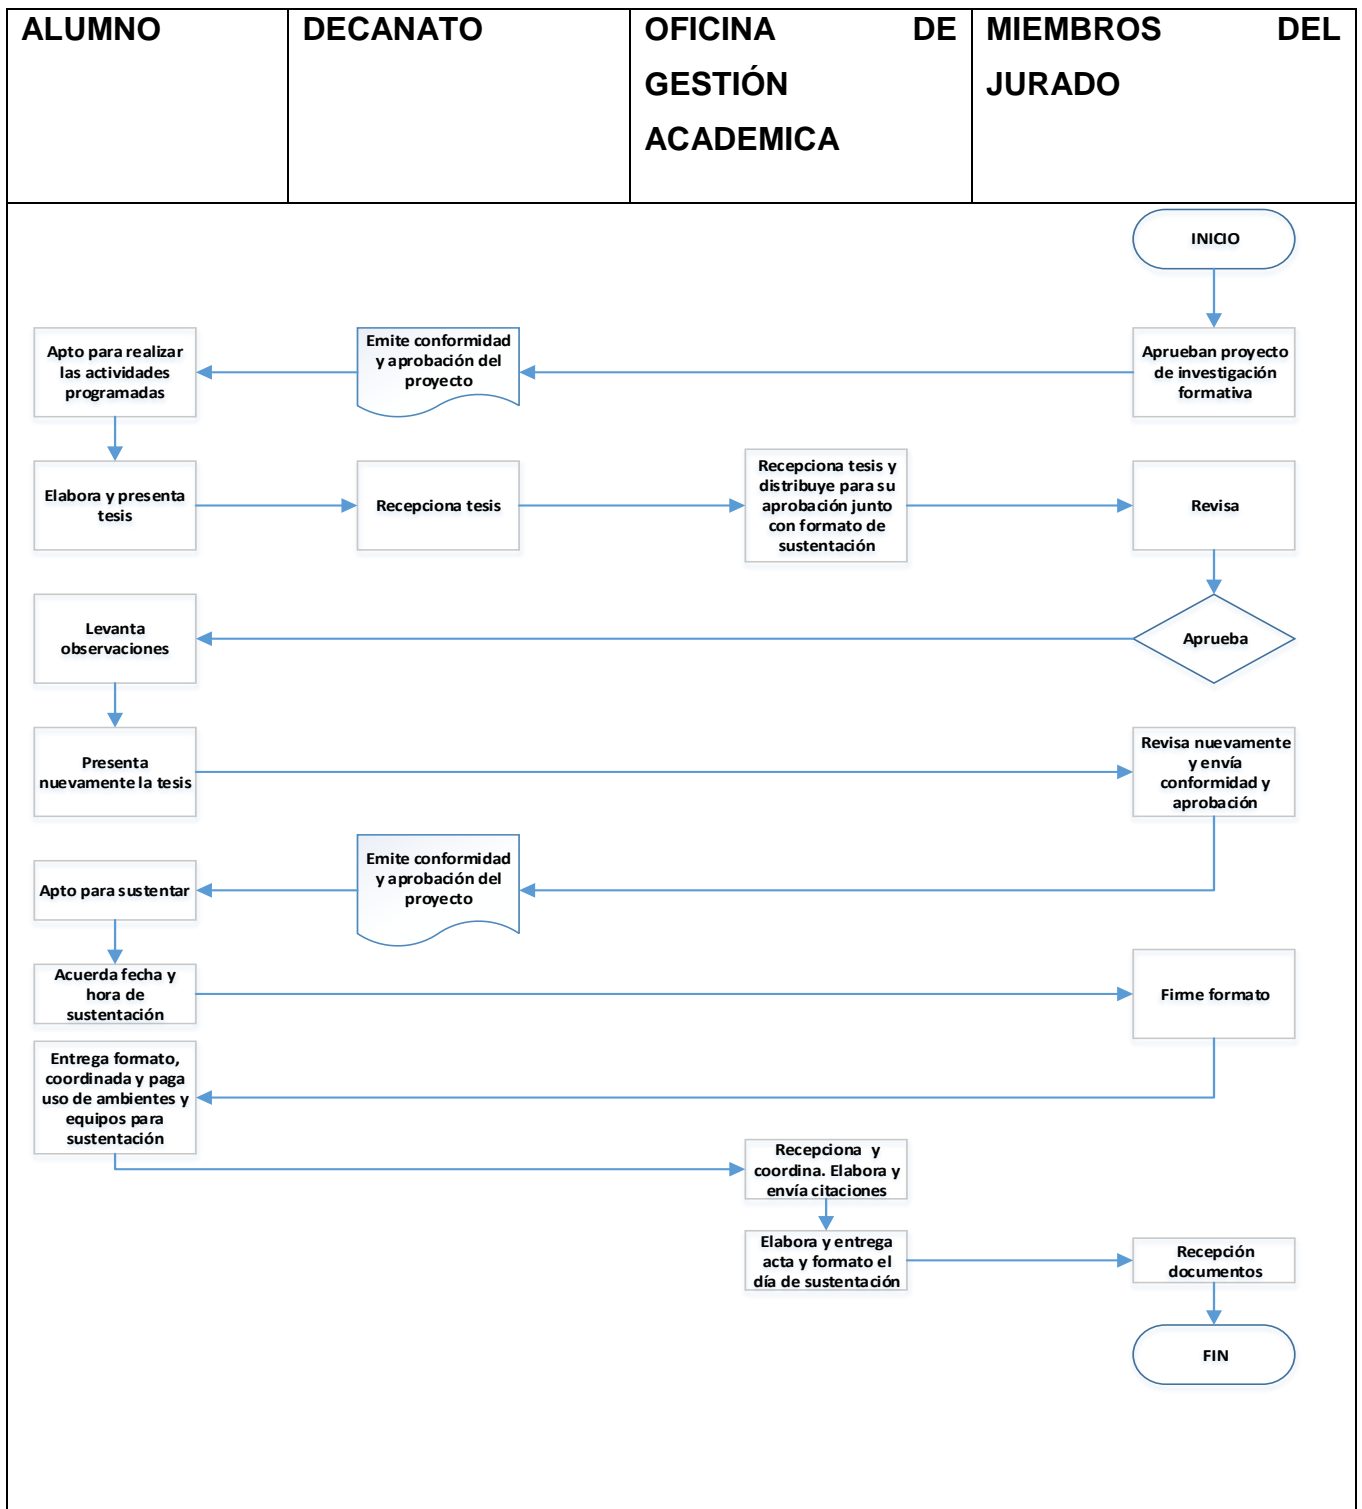 ALUMNO
DECANATO
OFICINA DE
GESTIÓN
ACADEMICA
MIEMBROS DEL
JURADO
INICIO
Apto para realizar
las actividades
programadas
Emite conformidad
y aprobación del
proyecto
Aprueban proyecto
de investigación
formativa
Elabora y presenta
tesis
Recepciona tesis
Recepciona tesis y
distribuye para su
aprobación junto
con formato de
sustentación
Revisa
Levanta
observaciones
Aprueba
Presenta
nuevamente la tesis
Revisa nuevamente
y envía
conformidad y
aprobación
Apto para sustentar
Emite conformidad
y aprobación del
proyecto
Acuerda fecha y
hora de
sustentación
Firme formato
Entrega formato,
coordinada y paga
uso de ambientes y
equipos para
sustentación
Recepciona y
coordina. Elabora y
envía citaciones
Elabora y entrega
acta y formato el
día de sustentación
Recepción
documentos
FIN